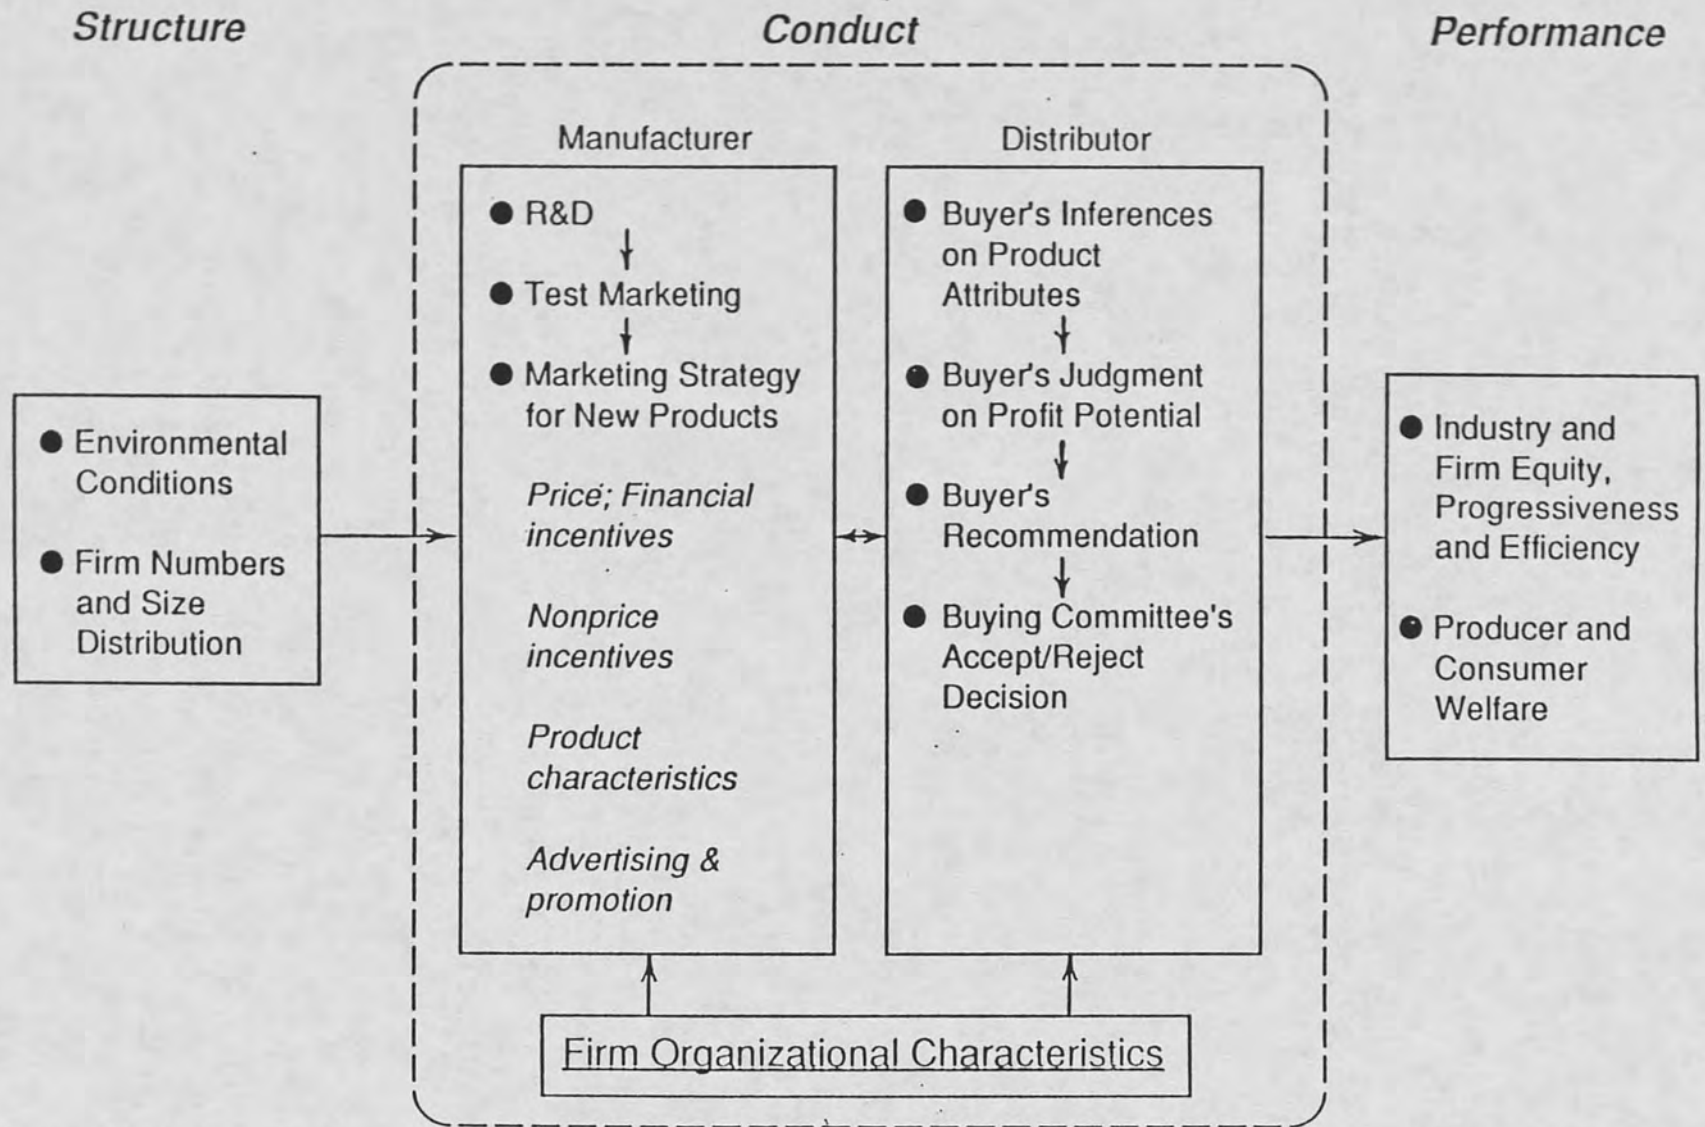 Structure
Conduct
Performance
Manufacturer
Distributor
● Environmental
Conditions
● Firm Numbers
and Size
Distribution
● R&D
● Test Marketing
● Marketing Strategy
for New Products
Price; Financial
incentives
Nonprice
incentives
Product
characteristics
Advertising &
promotion
● Buyer's Inferences
on Product
Attributes
● Buyer's Judgment
on Profit Potential
● Buyer's
Recommendation
● Buying Committee's
Accept/Reject
Decision
Firm Organizational Characteristics
● Industry and
Firm Equity,
Progressiveness
and Efficiency
● Producer and
Consumer
Welfare